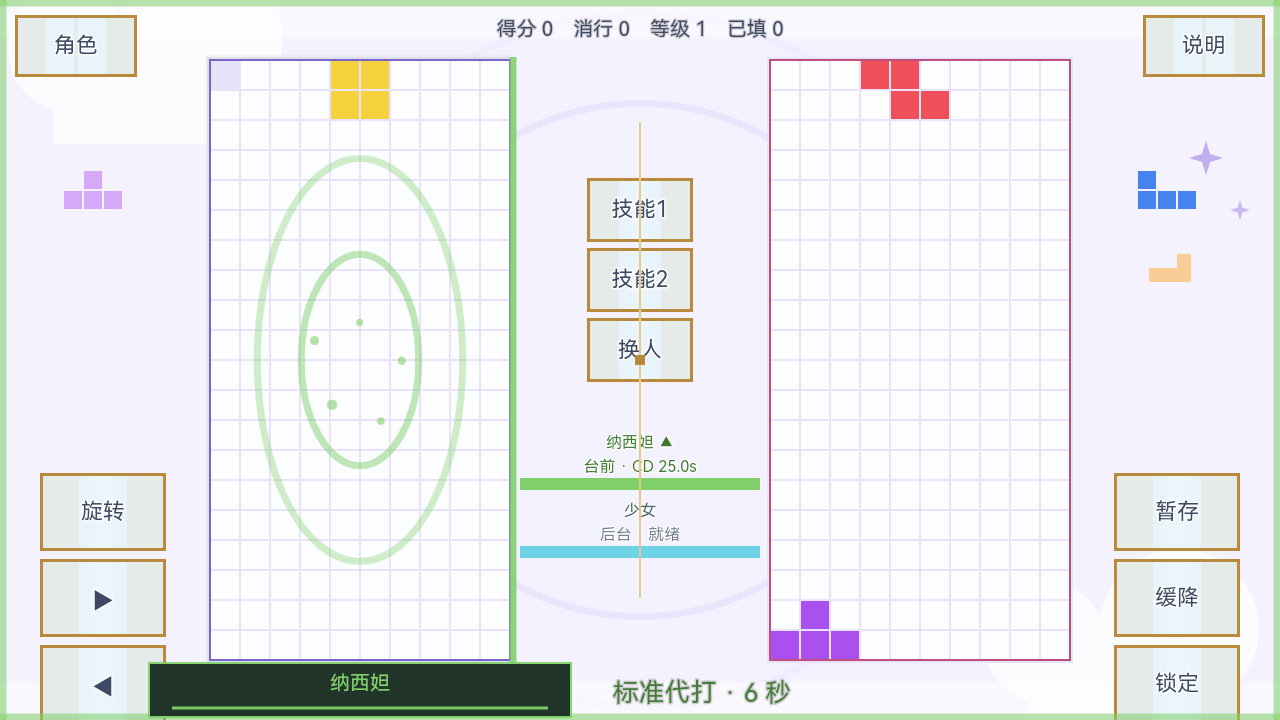 得分 0 消行 0 等级 1 已填 0
角色
说明
技能1
技能2
换人
纳西妲 ▲
台前 · CD 25.0s
少女
后台 就绪
旋转
▶
◀
暂存
缓降
锁定
纳西妲
标准代打 · 6 秒